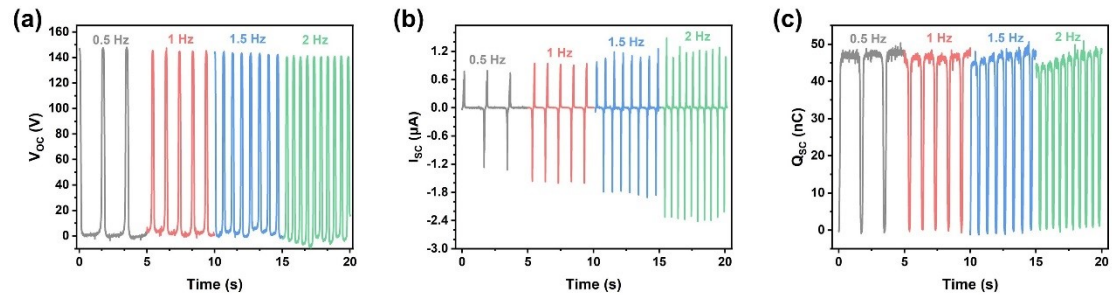 (a)
0.5 Hz
1 Hz
1.5 Hz
2 Hz
160
140
120
100
80
60
40
20
0
V_OC (V)
0
5
10
15
20
Time (s)
(b)
0.5 Hz
1 Hz
1.5 Hz
2 Hz
1.2
0.6
0.0
-0.6
-1.2
-1.8
-2.4
-3.0
I_SC (μA)
0
5
10
15
20
Time (s)
(c)
0.5 Hz
1 Hz
1.5 Hz
2 Hz
50
40
30
20
10
0
Q_SC (nC)
0
5
10
15
20
Time (s)